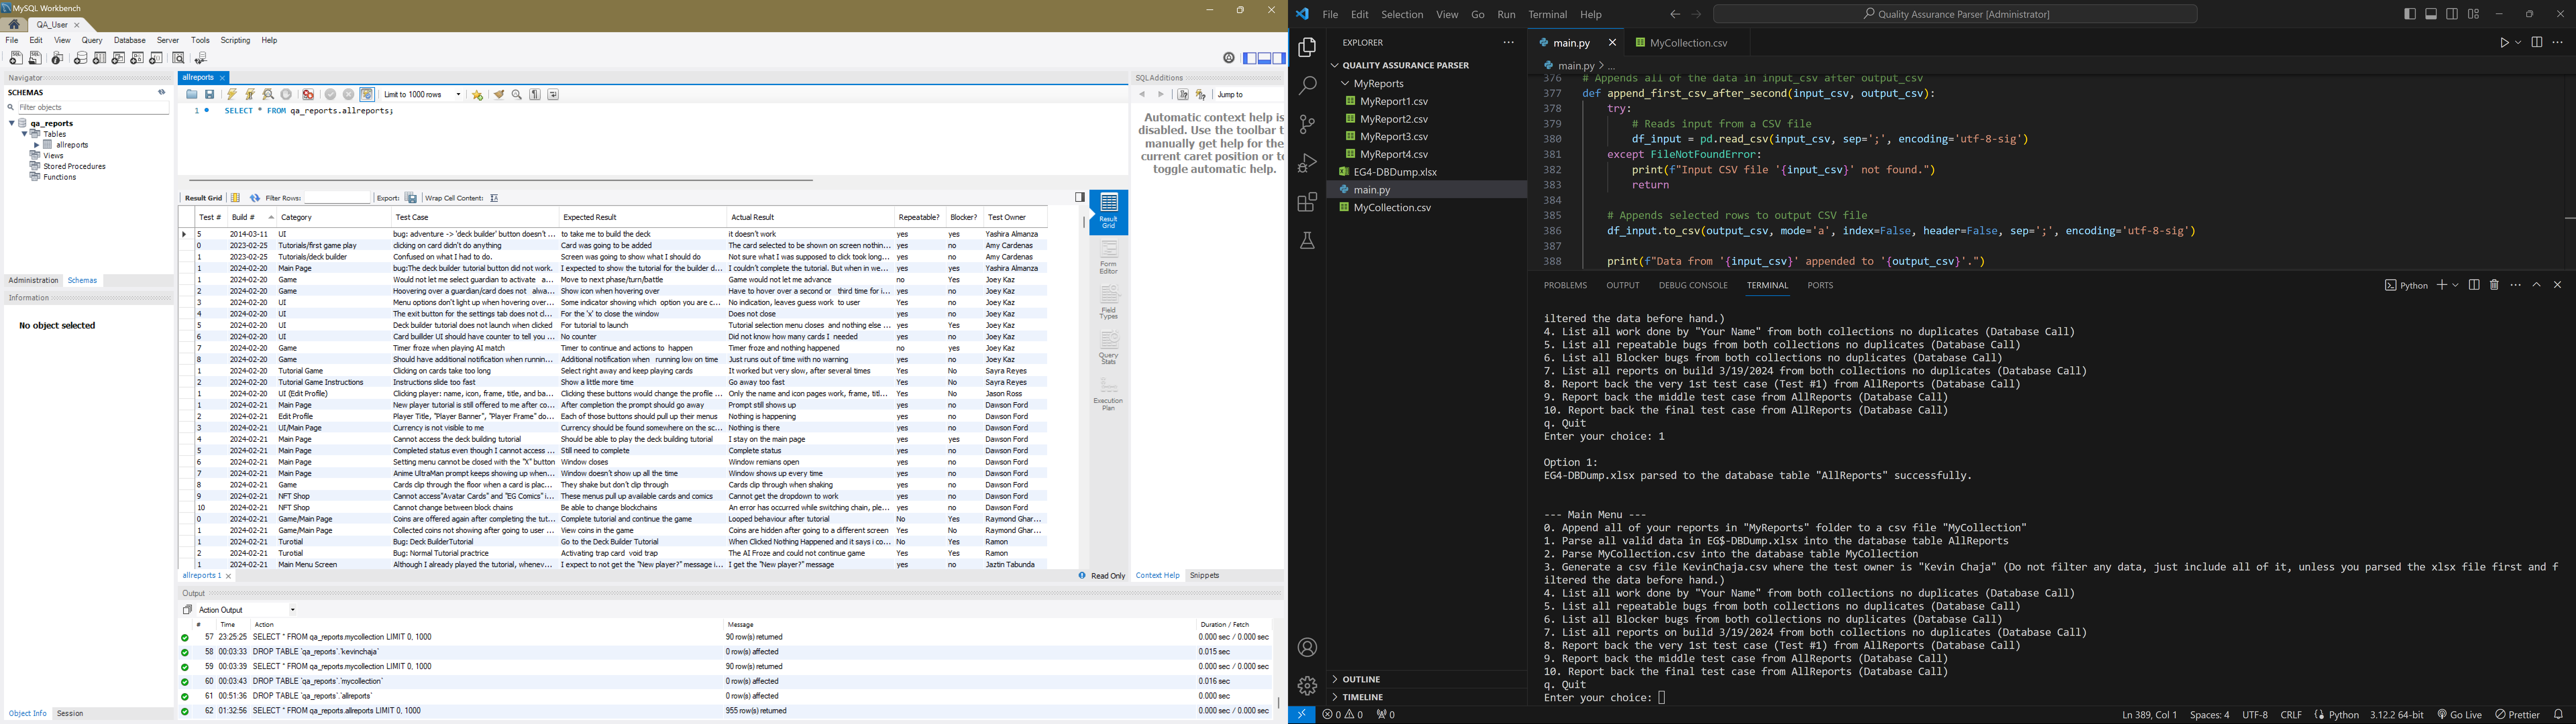 MySQL Workbench
QA_User ×
File Edit View Query Database Server Tools Scripting Help
Navigator
SCHEMAS
Filter objects
qa_reports
Tables
allreports
Views
Stored Procedures
Functions
Administration Schemas
Information
No object selected
Object Info Session
allreports ×
Limit to 1000 rows
1 SELECT * FROM qa_reports.allreports;
Result Grid Filter Rows: Export: Wrap Cell Content:
Test # Build # Category Test Case Expected Result Actual Result Repeatable? Blocker? Test Owner
5 2014-03-11 UI bug: adventure -> 'deck builder' button doesn't ... to take me to build the deck it doesn't work yes yes Yashira Almanza
0 2023-02-25 Tutorials/first game play clicking on card didn't do anything Card was going to be added The card selected to be shown on screen nothin... yes no Amy Cardenas
1 2023-02-25 Tutorials/deck builder Confused on what I had to do. Screen was going to show what I should do Not sure what I was supposed to click took long... yes no Amy Cardenas
1 2024-02-20 Main Page bug:The deck builder tutorial button did not work. I expected to show the tutorial for the builder d... I couldn't complete the tutorial. But when in we... yes yes Yashira Almanza
1 2024-02-20 Game Would not let me select guardian to activate a... Move to next phase/turn/battle Game would not let me advance no Yes Joey Kaz
2 2024-02-20 Game Hoovering over a guardian/card does not alwa... Show icon when hovering over Have to hover over a second or third time for i... yes no Joey Kaz
3 2024-02-20 UI Menu options don't light up when hovering over... Some indicator showing which option you are c... No indication, leaves guess work to user Yes no Joey Kaz
4 2024-02-20 UI The exit button for the settings tab does not cl... For the 'x' to close the window Does not close yes no Joey Kaz
5 2024-02-20 UI Deck builder tutorial does not launch when clicked For tutorial to launch Tutorial selection menu closes and nothing else ... yes Yes Joey Kaz
6 2024-02-20 UI Card builder UI should have counter to tell you ... No counter Did not know how many cards I needed yes no Joey Kaz
7 2024-02-20 Game Timer froze when playing AI match Timer to continue and actions to happen Timer froze and nothing happened no yes Joey Kaz
8 2024-02-20 Game Should have additional notification when runnin... Additional notification when running low on time Just runs out of time with no warning yes no Joey Kaz
1 2024-02-20 Tutorial Game Clicking on cards take too long Select right away and keep playing cards It worked but very slow, after several times Yes No Sayra Reyes
2 2024-02-20 Tutorial Game Instructions Instructions slide too fast Show a little more time Go away too fast Yes No Sayra Reyes
1 2024-02-20 UI (Edit Profile) Clicking player: name, icon, frame, title, and ba... Clicking these buttons would change the profile ... Only the name and icon pages work, frame, titl... Yes No Jason Ross
1 2024-02-21 Main Page New player tutorial is still offered to me after co... After completion the prompt should go away Prompt still shows up yes no Dawson Ford
2 2024-02-21 Edit Profile Player Title, "Player Banner", "Player Frame" do... Each of those buttons should pull up their menus Nothing is happening yes no Dawson Ford
3 2024-02-21 UI/Main Page Currency is not visible to me Currency should be found somewhere on the sc... Nothing is there yes no Dawson Ford
4 2024-02-21 Main Page Cannot access the deck building tutorial Should be able to play the deck building tutorial I stay on the main page yes yes Dawson Ford
5 2024-02-21 Main Page Completed status even though I cannot access ... Still need to complete Complete status yes no Dawson Ford
6 2024-02-21 Main Page Setting menu cannot be closed with the "X" button Window closes Window remians open yes no Dawson Ford
7 2024-02-21 Main Page Anime UltraMan prompt keeps showing up when... Window doesn't show up all the time Window shows up every time yes no Dawson Ford
8 2024-02-21 Game Cards clip through the floor when a card is plac... They shake but don't clip through Cards clip through when shaking yes no Dawson Ford
9 2024-02-21 NFT Shop Cannot access"Avatar Cards" and "EG Comics" i... These menus pull up available cards and comics Cannot get the dropdown to work yes no Dawson Ford
10 2024-02-21 NFT Shop Cannot change between block chains Be able to change blockchains An error has occurred while switching chain, ple... yes no Dawson Ford
0 2024-02-21 Game/Main Page Coins are offered again after completing the tut... Complete tutorial and continue the game Looped behaviour after tutorial No Yes Raymond Ghar...
1 2024-02-21 Game/Main Page Collected coins not showing after going to user ... View coins in the game Coins are hidden after going to a different screen Yes No Raymond Ghar...
1 2024-02-21 Turotial Bug: Deck BuilderTutorial Go to the Deck Builder Tutorial When Clicked Nothing Happened and it says i co... No Yes Ramon
2 2024-02-21 Turotial Bug: Normal Tutorial practrice Activating trap card void trap The AI Froze and could not continue game Yes Yes Ramon
1 2024-02-21 Main Menu Screen Although I already played the tutorial, whenev... I expect to not get the "New player?" message i... I get the "New player?" message yes no Jaztin Tabunda
Result Grid
Form Editor
Field Types
Query Stats
Execution Plan
allreports 1 × Read Only
SQLAdditions
Jump to
Automatic context help is
disabled. Use the toolbar t
manually get help for the
current caret position or t
toggle automatic help.
Context Help Snippets
Output
Action Output
# Time Action Message Duration / Fetch
57 23:25:25 SELECT * FROM qa_reports.mycollection LIMIT 0, 1000 90 row(s) returned 0.000 sec / 0.000 sec
58 00:03:33 DROP TABLE `qa_reports`.`kevinchaja` 0 row(s) affected 0.015 sec
59 00:03:39 SELECT * FROM qa_reports.mycollection LIMIT 0, 1000 90 row(s) returned 0.000 sec / 0.000 sec
60 00:03:43 DROP TABLE `qa_reports`.`mycollection` 0 row(s) affected 0.016 sec
61 00:51:36 DROP TABLE `qa_reports`.`allreports` 0 row(s) affected 0.000 sec
62 01:32:56 SELECT * FROM qa_reports.allreports LIMIT 0, 1000 955 row(s) returned 0.000 sec / 0.000 sec
File Edit Selection View Go Run Terminal Help
Quality Assurance Parser [Administrator]
EXPLORER
QUALITY ASSURANCE PARSER
MyReports
MyReport1.csv
MyReport2.csv
MyReport3.csv
MyReport4.csv
EG4-DBDump.xlsx
main.py
MyCollection.csv
OUTLINE
TIMELINE
main.py × MyCollection.csv
main.py > ...
376 # Appends all of the data in input_csv after output_csv
377 def append_first_csv_after_second(input_csv, output_csv):
378 try:
379 # Reads input from a CSV file
380 df_input = pd.read_csv(input_csv, sep=';', encoding='utf-8-sig')
381 except FileNotFoundError:
382 print(f"Input CSV file '{input_csv}' not found.")
383 return
384
385 # Appends selected rows to output CSV file
386 df_input.to_csv(output_csv, mode='a', index=False, header=False, sep=';', encoding='utf-8-sig')
387
388 print(f"Data from '{input_csv}' appended to '{output_csv}'.")
PROBLEMS OUTPUT DEBUG CONSOLE TERMINAL PORTS Python
iltered the data before hand.)
4. List all work done by "Your Name" from both collections no duplicates (Database Call)
5. List all repeatable bugs from both collections no duplicates (Database Call)
6. List all Blocker bugs from both collections no duplicates (Database Call)
7. List all reports on build 3/19/2024 from both collections no duplicates (Database Call)
8. Report back the very 1st test case (Test #1) from AllReports (Database Call)
9. Report back the middle test case from AllReports (Database Call)
10. Report back the final test case from AllReports (Database Call)
q. Quit
Enter your choice: 1
Option 1:
EG4-DBDump.xlsx parsed to the database table "AllReports" successfully.
--- Main Menu ---
0. Append all of your reports in "MyReports" folder to a csv file "MyCollection"
1. Parse all valid data in EG$-DBDump.xlsx into the database table AllReports
2. Parse MyCollection.csv into the database table MyCollection
3. Generate a csv file KevinChaja.csv where the test owner is "Kevin Chaja" (Do not filter any data, just include all of it, unless you parsed the xlsx file first and f
iltered the data before hand.)
4. List all work done by "Your Name" from both collections no duplicates (Database Call)
5. List all repeatable bugs from both collections no duplicates (Database Call)
6. List all Blocker bugs from both collections no duplicates (Database Call)
7. List all reports on build 3/19/2024 from both collections no duplicates (Database Call)
8. Report back the very 1st test case (Test #1) from AllReports (Database Call)
9. Report back the middle test case from AllReports (Database Call)
10. Report back the final test case from AllReports (Database Call)
q. Quit
Enter your choice:
0 0 0 Ln 389, Col 1 Spaces: 4 UTF-8 CRLF Python 3.12.2 64-bit Go Live Prettier